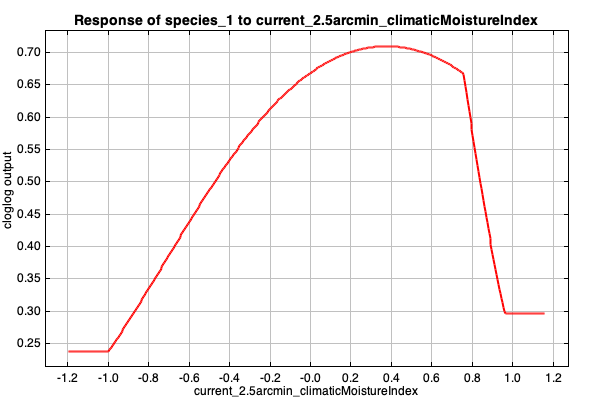 Response of species_1 to current_2.5arcmin_climaticMoistureIndex
0.70
0.65
0.60
0.55
0.50
0.45
0.40
0.35
0.30
0.25
cloglog output
-1.2 -1.0 -0.8 -0.6 -0.4 -0.2 -0.0 0.2 0.4 0.6 0.8 1.0 1.2
current_2.5arcmin_climaticMoistureIndex